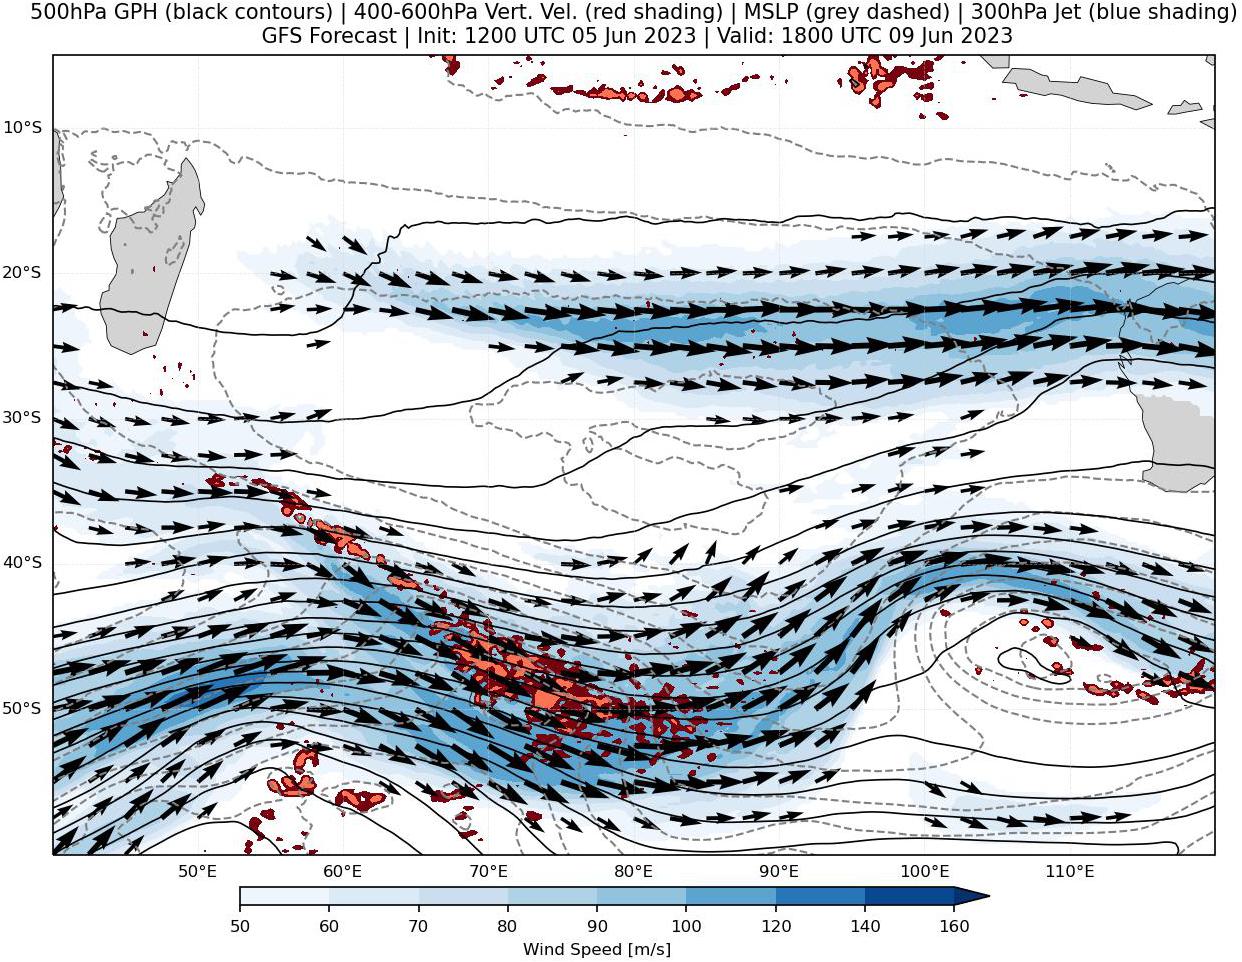 500hPa GPH (black contours) | 400-600hPa Vert. Vel. (red shading) | MSLP (grey dashed) | 300hPa Jet (blue shading)
GFS Forecast | Init: 1200 UTC 05 Jun 2023 | Valid: 1800 UTC 09 Jun 2023
10°S
20°S
30°S
40°S
50°S
50°E 60°E 70°E 80°E 90°E 100°E 110°E
50 60 70 80 90 100 120 140 160
Wind Speed [m/s]